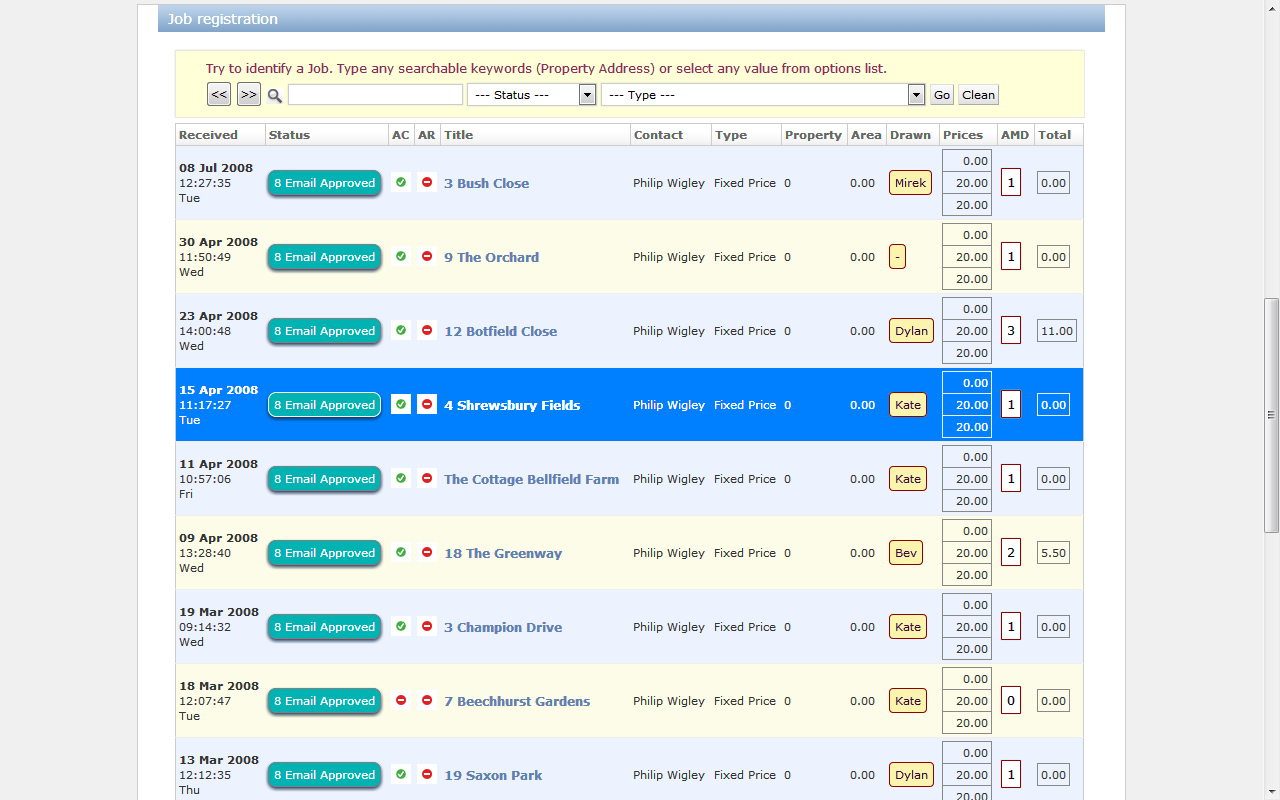 Job registration
Try to identify a Job. Type any searchable keywords (Property Address) or select any value from options list.
<< >> --- Status --- --- Type --- Go Clean
Received Status AC AR Title Contact Type Property Area Drawn Prices AMD Total
08 Jul 2008
12:27:35
Tue
8 Email Approved 3 Bush Close Philip Wigley Fixed Price 0 0.00 Mirek
0.00
20.00
20.00
1 0.00
30 Apr 2008
11:50:49
Wed
8 Email Approved 9 The Orchard Philip Wigley Fixed Price 0 0.00 -
0.00
20.00
20.00
1 0.00
23 Apr 2008
14:00:48
Wed
8 Email Approved 12 Botfield Close Philip Wigley Fixed Price 0 0.00 Dylan
0.00
20.00
20.00
3 11.00
15 Apr 2008
11:17:27
Tue
8 Email Approved 4 Shrewsbury Fields Philip Wigley Fixed Price 0 0.00 Kate
0.00
20.00
20.00
1 0.00
11 Apr 2008
10:57:06
Fri
8 Email Approved The Cottage Bellfield Farm Philip Wigley Fixed Price 0 0.00 Kate
0.00
20.00
20.00
1 0.00
09 Apr 2008
13:28:40
Wed
8 Email Approved 18 The Greenway Philip Wigley Fixed Price 0 0.00 Bev
0.00
20.00
20.00
2 5.50
19 Mar 2008
09:14:32
Wed
8 Email Approved 3 Champion Drive Philip Wigley Fixed Price 0 0.00 Kate
0.00
20.00
20.00
1 0.00
18 Mar 2008
12:07:47
Tue
8 Email Approved 7 Beechhurst Gardens Philip Wigley Fixed Price 0 0.00 Kate
0.00
20.00
20.00
0 0.00
13 Mar 2008
12:12:35
Thu
8 Email Approved 19 Saxon Park Philip Wigley Fixed Price 0 0.00 Dylan
0.00
20.00
20.00
1 0.00